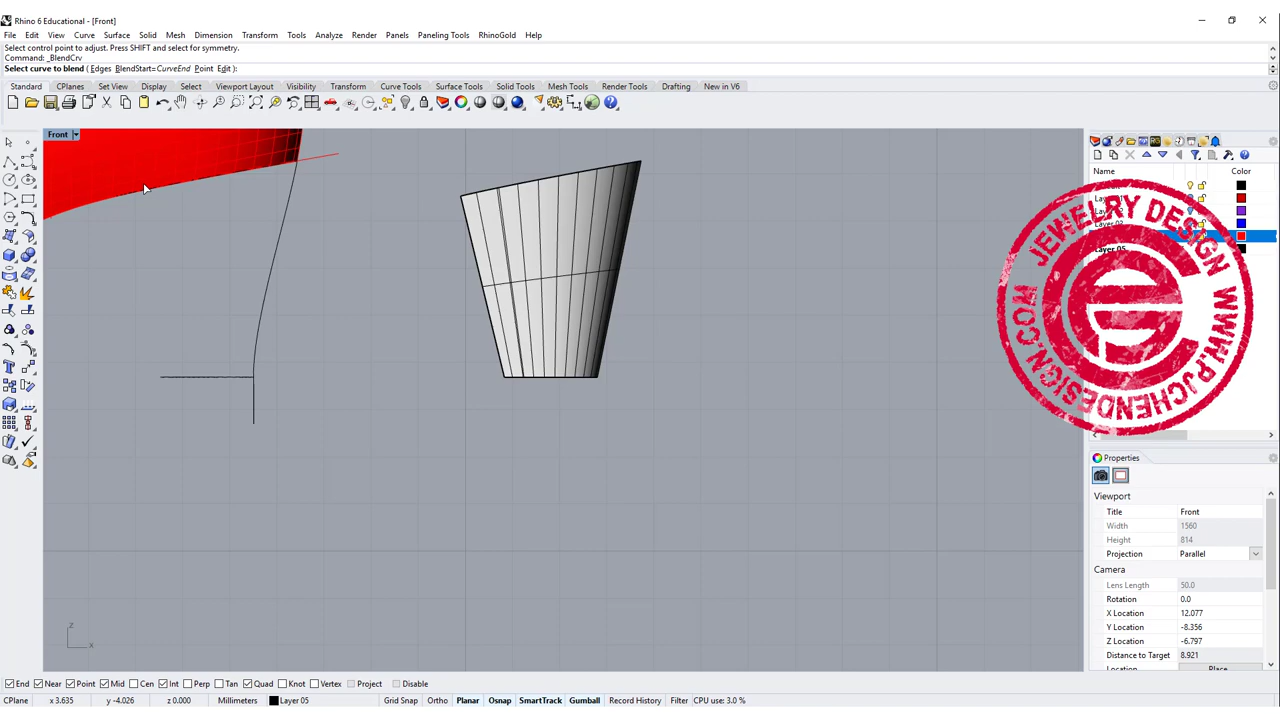 Rhino 6 Educational - [Front]
File Edit View Curve Surface Solid Mesh Dimension Transform Tools Analyze Render Panels Paneling Tools RhinoGold Help
Select control point to adjust. Press SHIFT and select for symmetry.
Command: _BlendCrv
Select curve to blend ( Edges BlendStart=CurveEnd Point Edit ):
Standard CPlanes Set View Display Select Viewport Layout Visibility Transform Curve Tools Surface Tools Solid Tools Mesh Tools Render Tools Drafting New in V6
Front
Name Color
Layer 05
JEWELRY DESIGN WWW.PJCHENDESIGN.COM
Properties
Viewport
Title Front
Width 1560
Height 814
Projection Parallel
Camera
Lens Length 50.0
Rotation 0.0
X Location 12.077
Y Location -8.356
Z Location -6.797
Distance to Target 8.921
Location Place...
z
x
End Near Point Mid Cen Int Perp Tan Quad Knot Vertex Project Disable
CPlane x 3.635 y -4.026 z 0.000 Millimeters Layer 05 Grid Snap Ortho Planar Osnap SmartTrack Gumball Record History Filter CPU use: 3.0 %